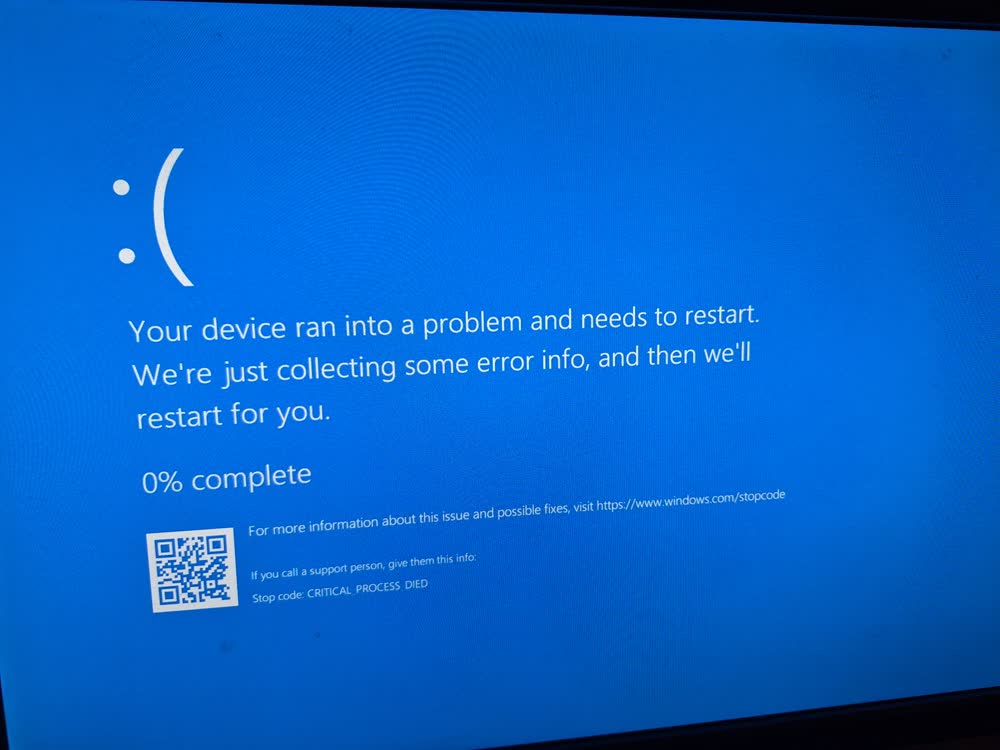 :(
Your device ran into a problem and needs to restart.
We're just collecting some error info, and then we'll
restart for you.
0% complete
For more information about this issue and possible fixes, visit https://www.windows.com/stopcode
If you call a support person, give them this info:
Stop code: CRITICAL_PROCESS_DIED